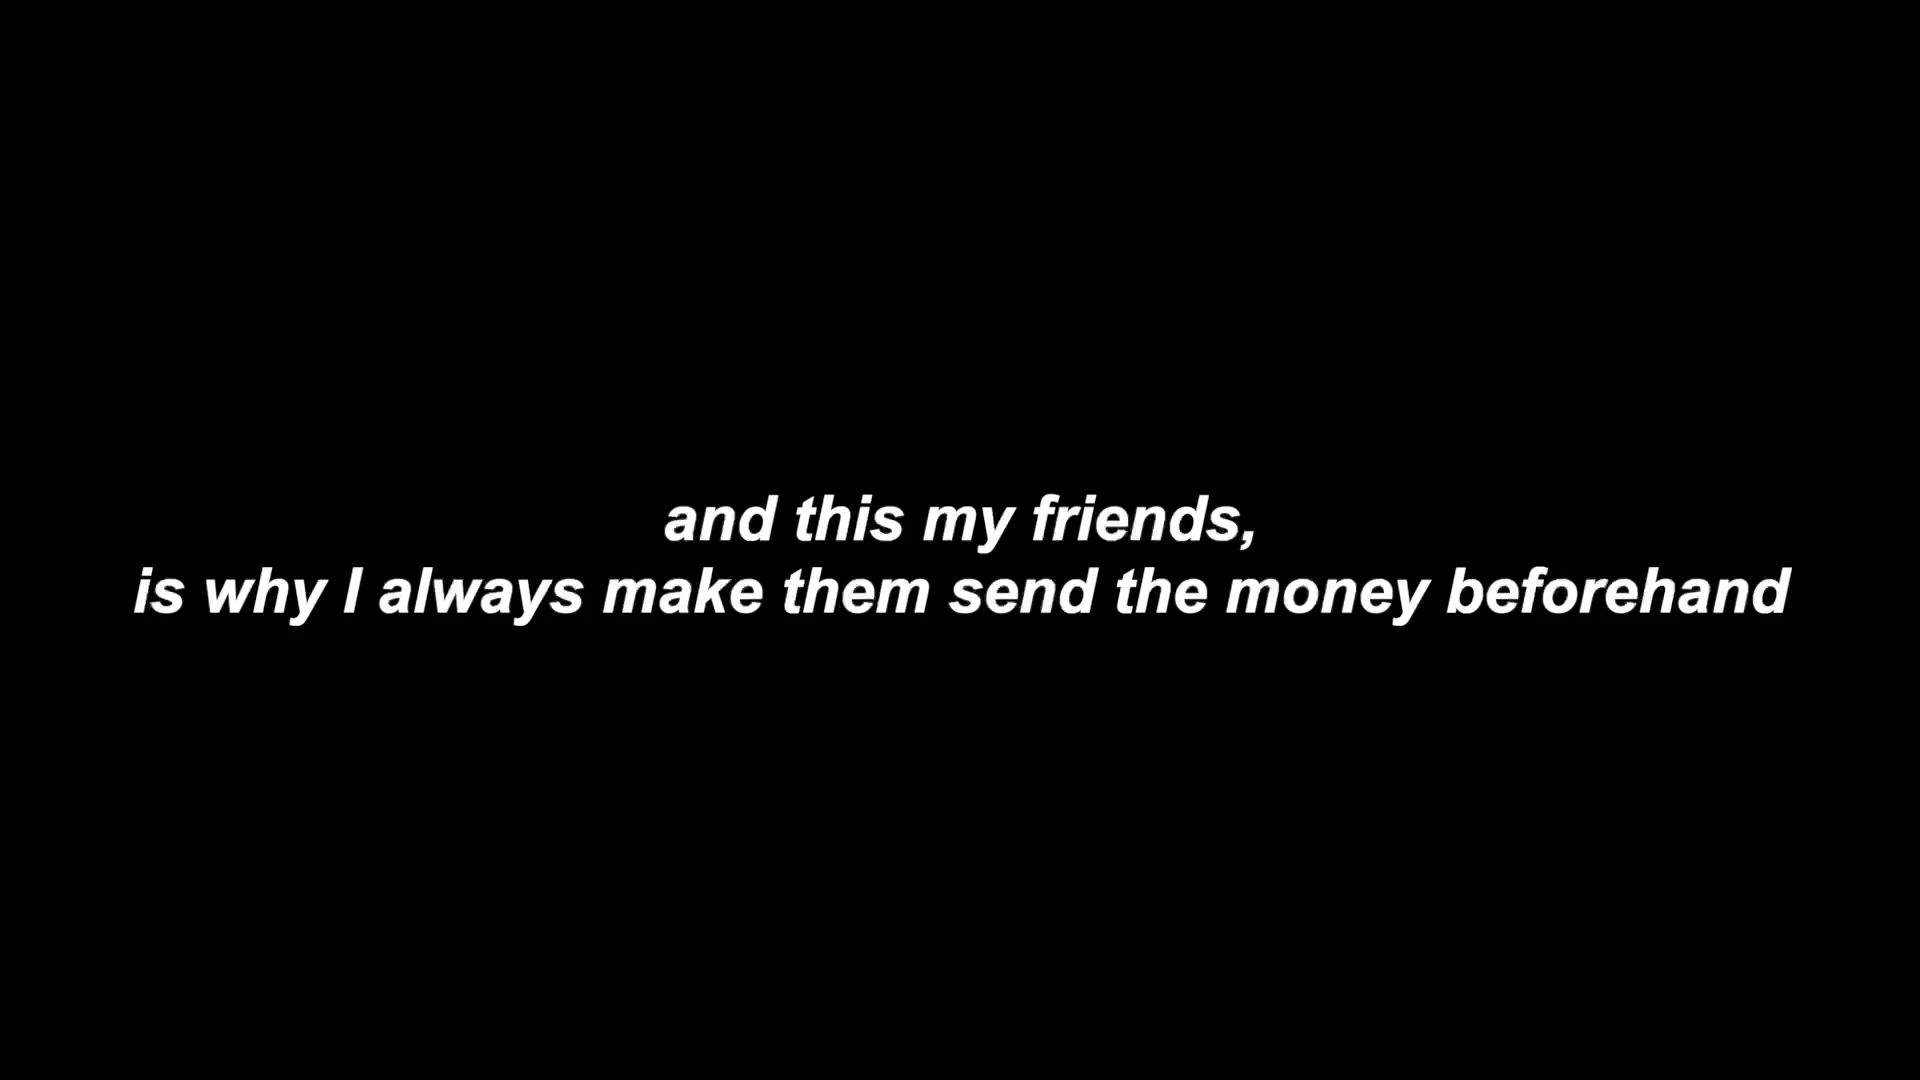 and this my friends,
is why I always make them send the money beforehand